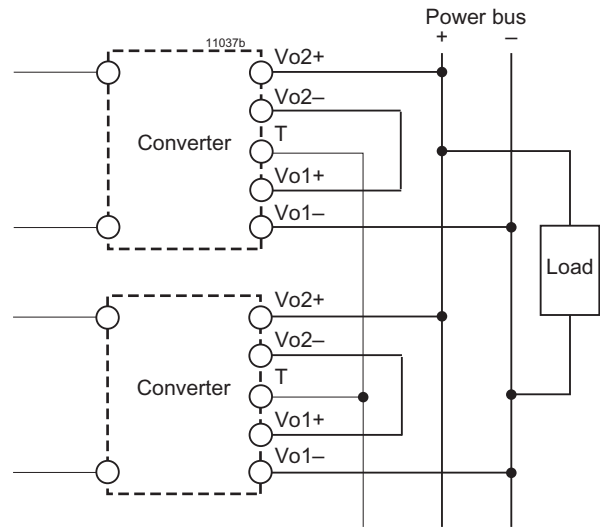 Power bus
+ –
11037b
Vo2+
Vo2–
T
Converter
Vo1+
Vo1–
Load
Vo2+
Vo2–
T
Converter
Vo1+
Vo1–